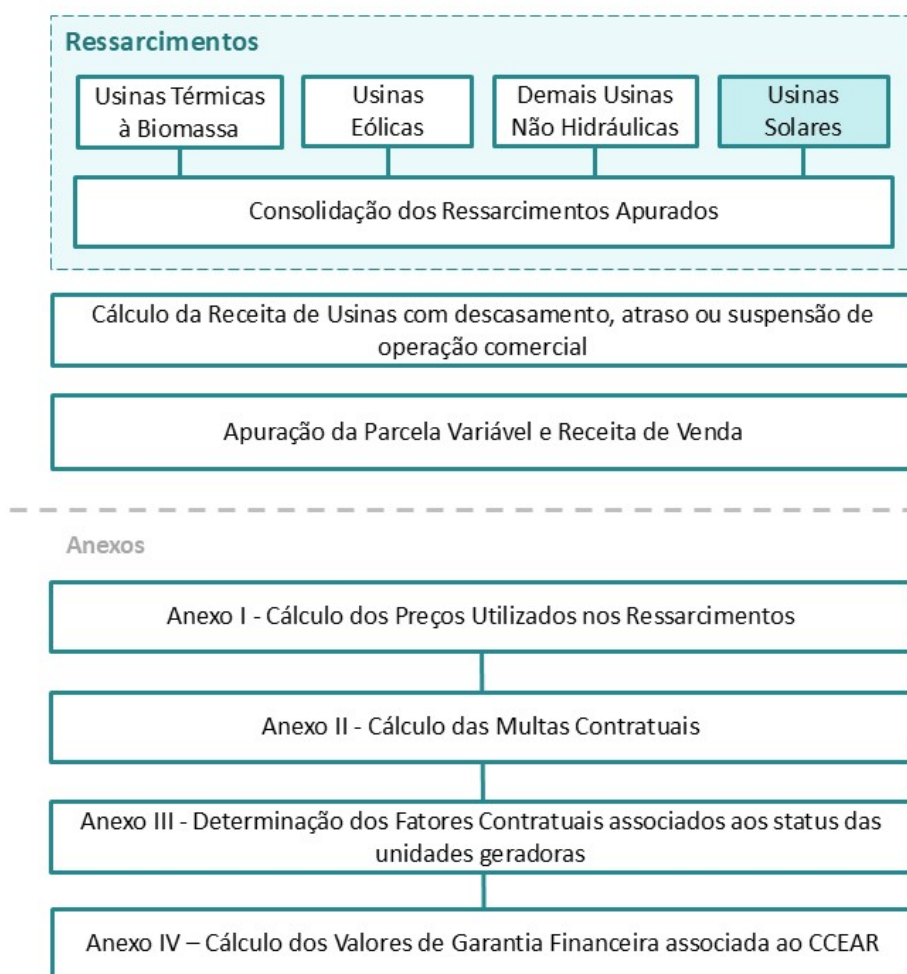 Ressarcimentos
Usinas Térmicas
à Biomassa
Usinas
Eólicas
Demais Usinas
Não Hidráulicas
Usinas
Solares
Consolidação dos Ressarcimentos Apurados
Cálculo da Receita de Usinas com descasamento, atraso ou suspensão de
operação comercial
Apuração da Parcela Variável e Receita de Venda
Anexos
Anexo I - Cálculo dos Preços Utilizados nos Ressarcimentos
Anexo II - Cálculo das Multas Contratuais
Anexo III - Determinação dos Fatores Contratuais associados aos status das
unidades geradoras
Anexo IV – Cálculo dos Valores de Garantia Financeira associada ao CCEAR